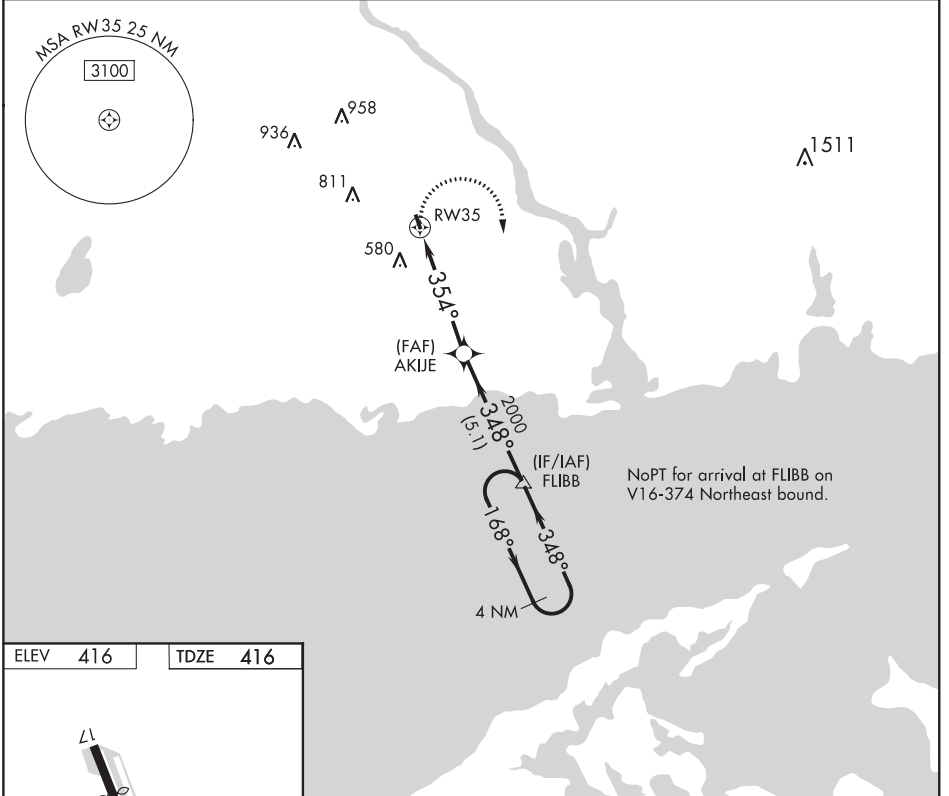 MSA RW35 25 NM
3100
958
936
1511
811
RW35
580
354°
(FAF)
AKIJE
2000
348°
(5.1)
(IF/IAF)
FLIBB
NoPT for arrival at FLIBB on
V16-374 Northeast bound.
168°
348°
4 NM
ELEV 416
TDZE 416
17